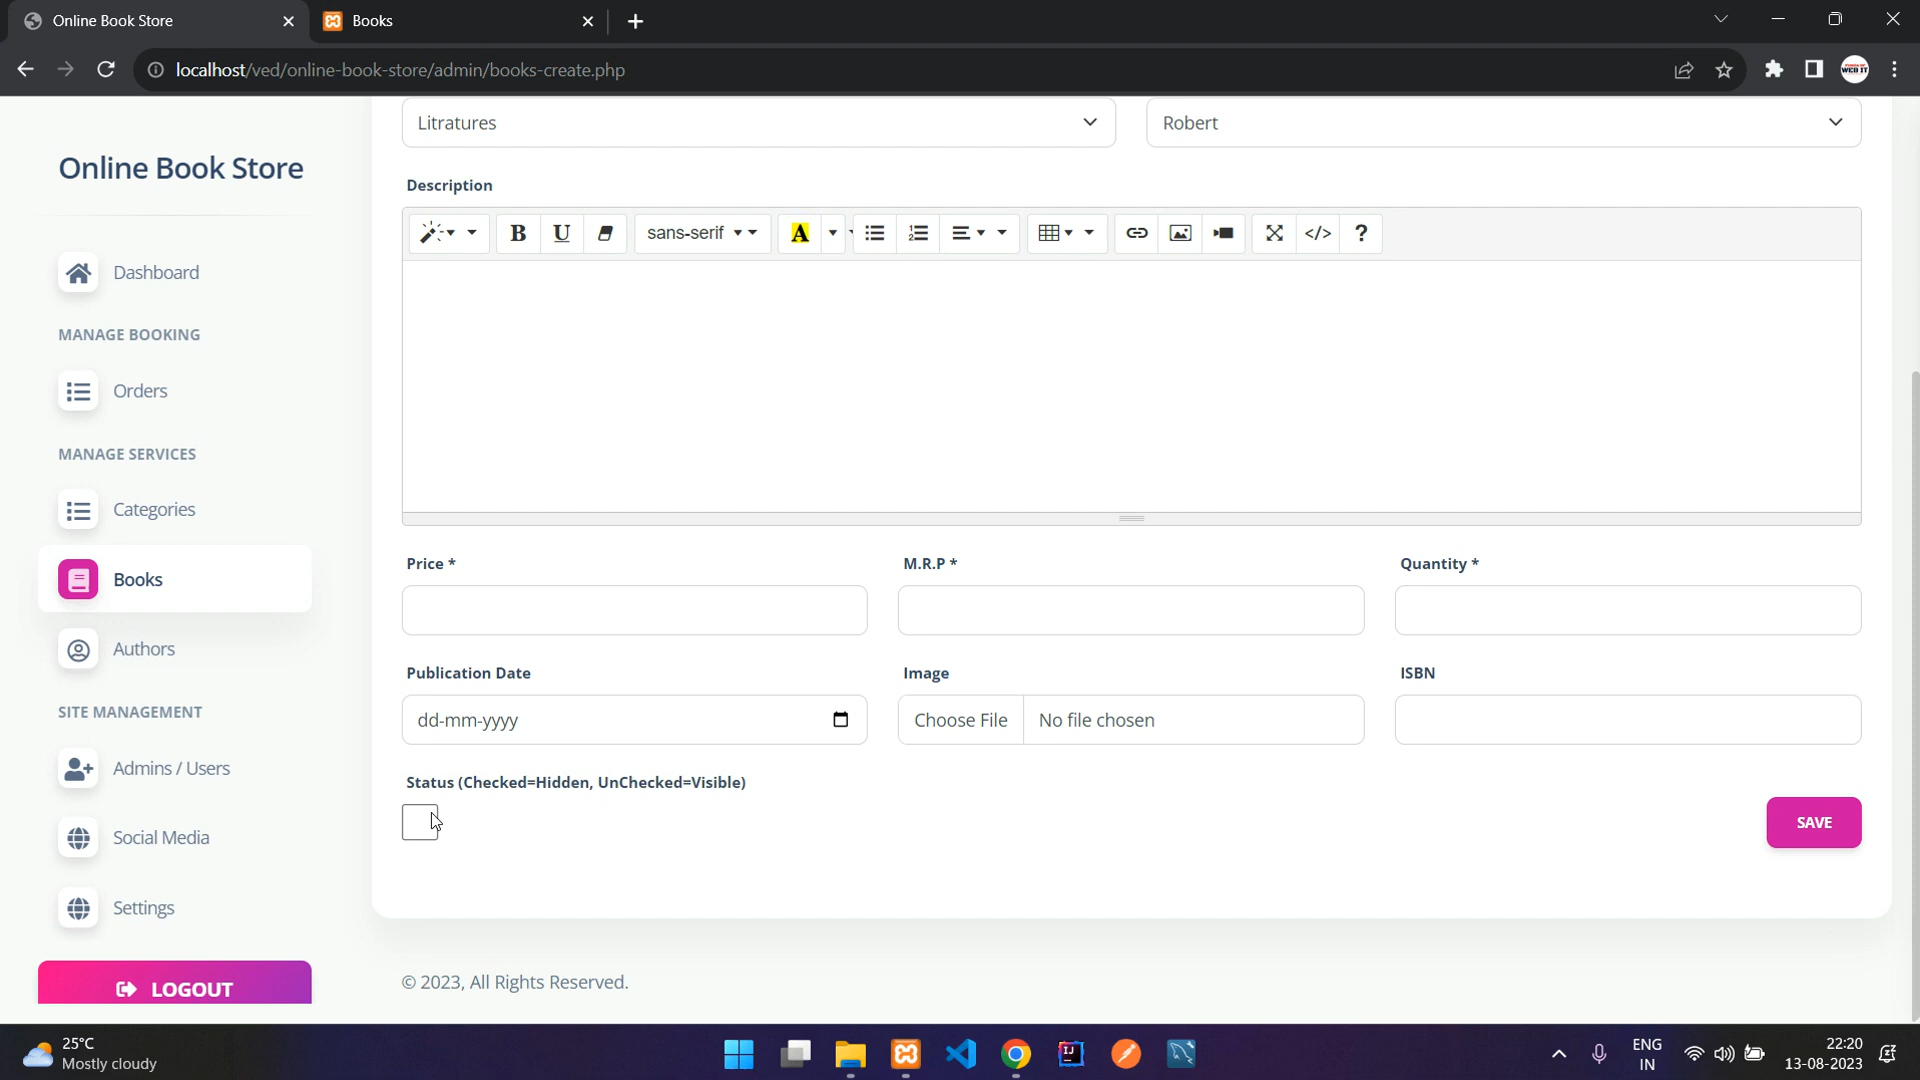 Online Book Store
Books
localhost/ved/online-book-store/admin/books-create.php
WEB IT
Online Book Store
Dashboard
MANAGE BOOKING
Orders
MANAGE SERVICES
Categories
Books
Authors
SITE MANAGEMENT
Admins / Users
Social Media
Settings
LOGOUT
Litratures
Robert
Description
B U sans-serif A </> ?
Price *
M.R.P *
Quantity *
Publication Date
Image
ISBN
dd-mm-yyyy
Choose File
No file chosen
Status (Checked=Hidden, UnChecked=Visible)
SAVE
© 2023, All Rights Reserved.
25°C
Mostly cloudy
IJ
ENG
IN
22:20
13-08-2023